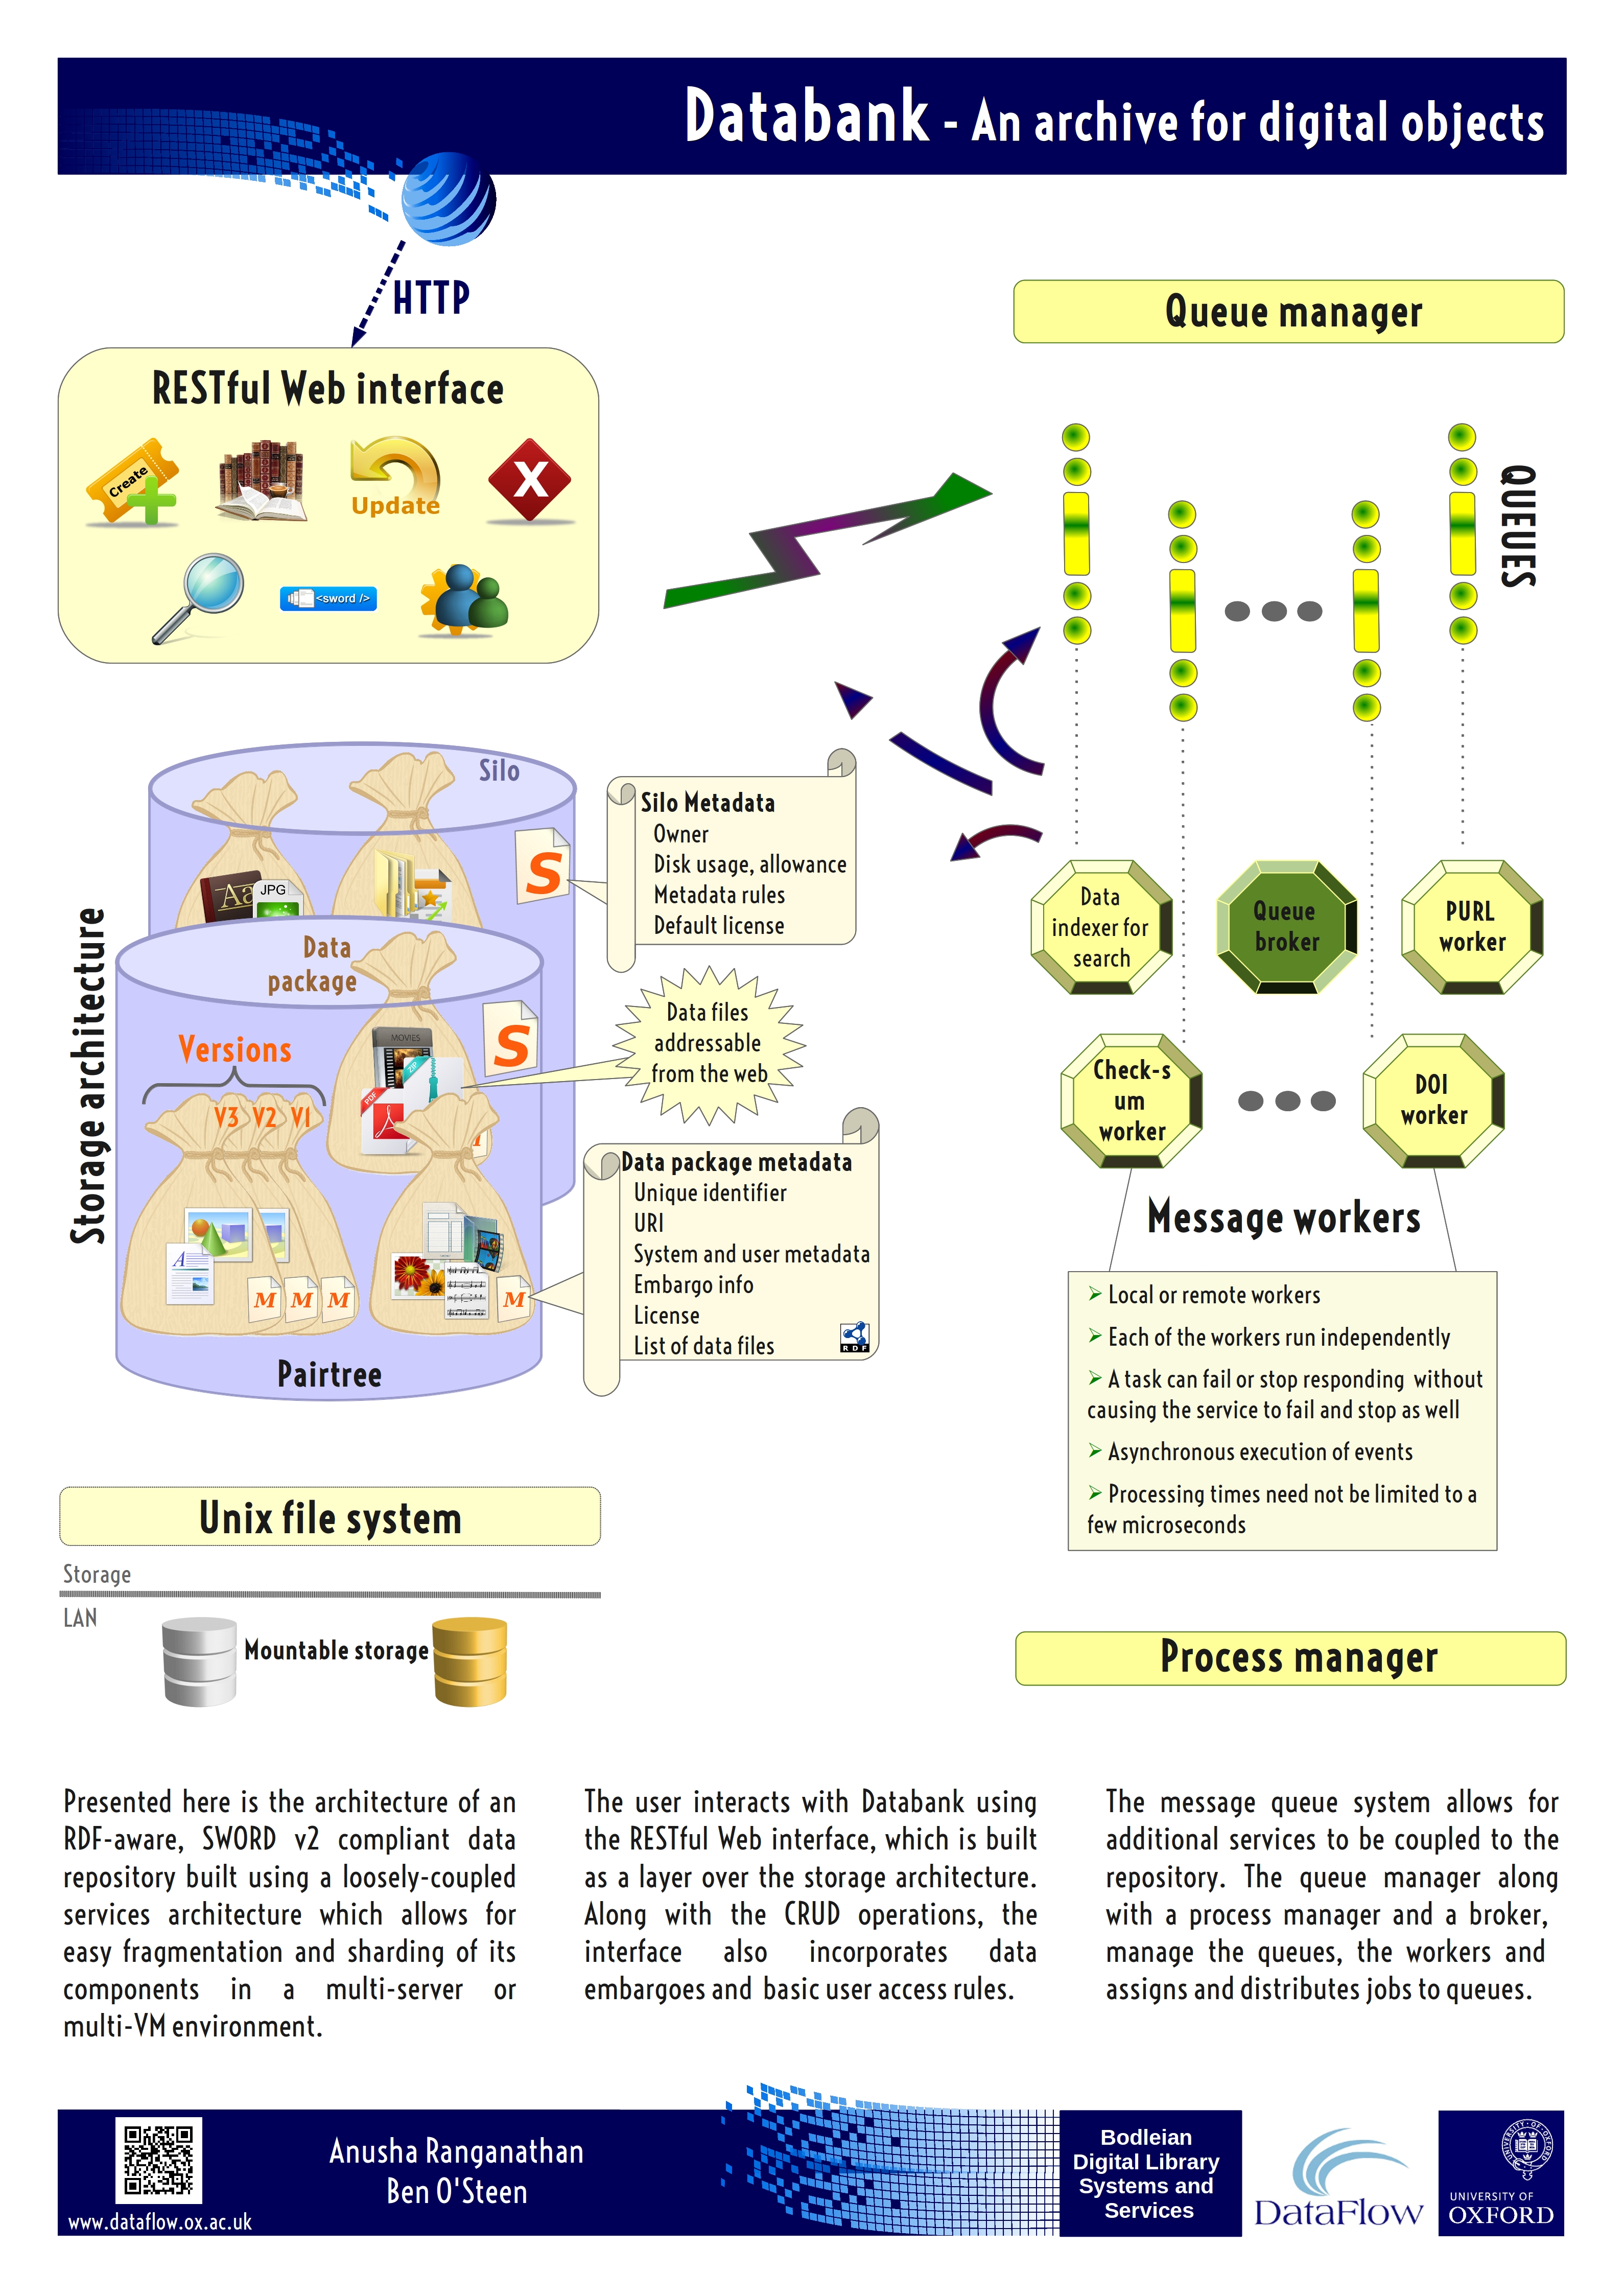 Databank - An archive for digital objects
HTTP
RESTful Web interface
Create
Update
X
<sword />
Queue manager
QUEUES
Storage architecture
Silo
Aa
JPG
S
Silo Metadata
Owner
Disk usage, allowance
Metadata rules
Default license
Data
package
MOVIES
ZIP
PDF
S
Data files
addressable
from the web
Versions
V3 V2 V1
A
M M M
M
Data package metadata
Unique identifier
URI
System and user metadata
Embargo info
License
List of data files
RDF
Pairtree
Data
indexer for
search
Queue
broker
PURL
worker
Check-s
um
worker
DOI
worker
Message workers
Local or remote workers
Each of the workers run independently
A task can fail or stop responding without
causing the service to fail and stop as well
Asynchronous execution of events
Processing times need not be limited to a
few microseconds
Unix file system
Storage
LAN
Mountable storage
Process manager
Presented here is the architecture of an
RDF-aware, SWORD v2 compliant data
repository built using a loosely-coupled
services architecture which allows for
easy fragmentation and sharding of its
components in a multi-server or
multi-VM environment.
The user interacts with Databank using
the RESTful Web interface, which is built
as a layer over the storage architecture.
Along with the CRUD operations, the
interface also incorporates data
embargoes and basic user access rules.
The message queue system allows for
additional services to be coupled to the
repository. The queue manager along
with a process manager and a broker,
manage the queues, the workers and
assigns and distributes jobs to queues.
www.dataflow.ox.ac.uk
Anusha Ranganathan
Ben O'Steen
Bodleian
Digital Library
Systems and
Services
DataFlow
UNIVERSITY OF
OXFORD